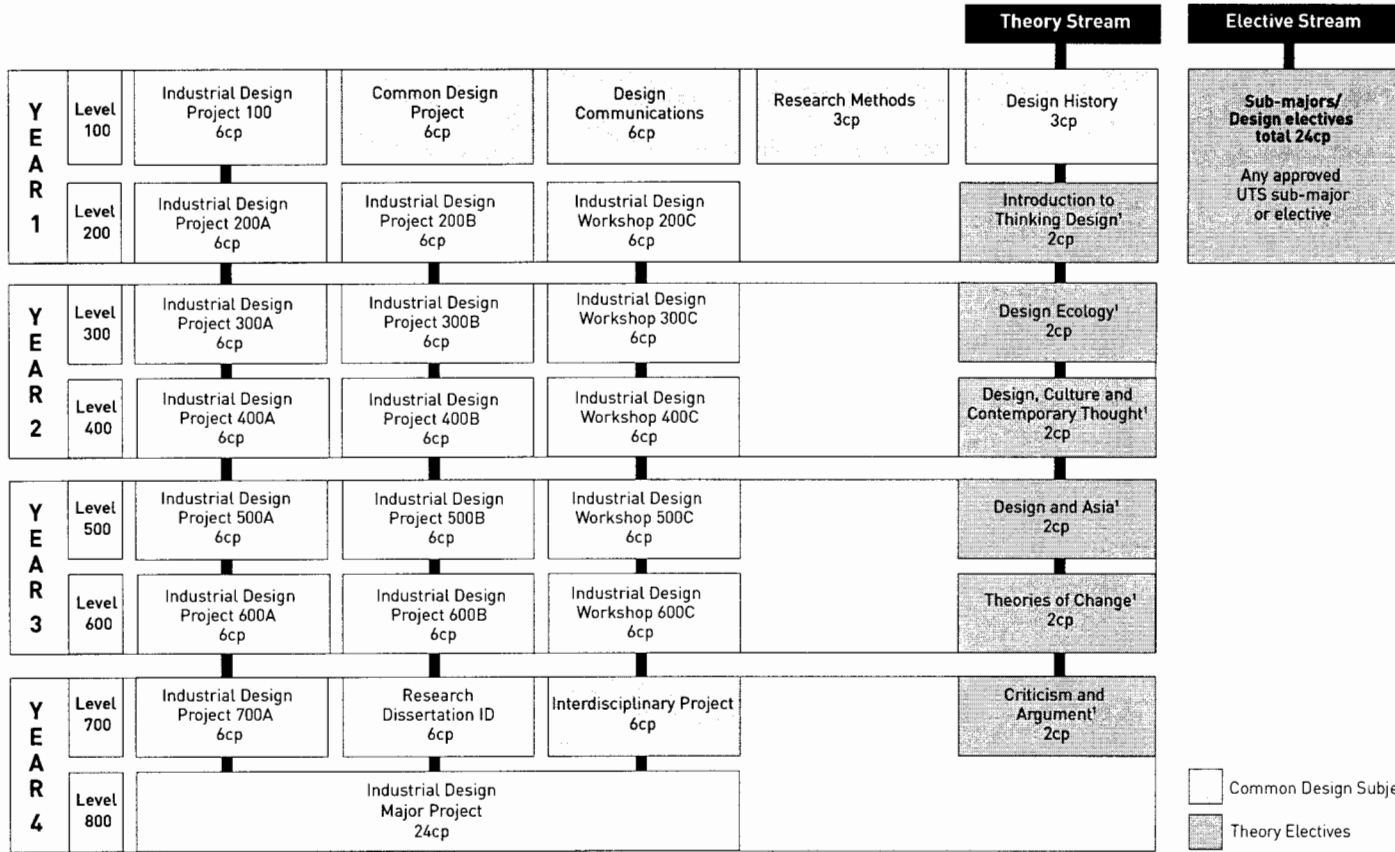 Theory Stream
Elective Stream
YEAR 1
Level
100
Industrial Design
Project 100
6cp
Common Design
Project
6cp
Design
Communications
6cp
Research Methods
3cp
Design History
3cp
Sub-majors/
Design electives
total 24cp
Any approved
UTS sub-major
or elective
Level
200
Industrial Design
Project 200A
6cp
Industrial Design
Project 200B
6cp
Industrial Design
Workshop 200C
6cp
Introduction to
Thinking Design¹
2cp
YEAR 2
Level
300
Industrial Design
Project 300A
6cp
Industrial Design
Project 300B
6cp
Industrial Design
Workshop 300C
6cp
Design Ecology¹
2cp
Level
400
Industrial Design
Project 400A
6cp
Industrial Design
Project 400B
6cp
Industrial Design
Workshop 400C
6cp
Design, Culture and
Contemporary Thought¹
2cp
YEAR 3
Level
500
Industrial Design
Project 500A
6cp
Industrial Design
Project 500B
6cp
Industrial Design
Workshop 500C
6cp
Design and Asia¹
2cp
Level
600
Industrial Design
Project 600A
6cp
Industrial Design
Project 600B
6cp
Industrial Design
Workshop 600C
6cp
Theories of Change¹
2cp
YEAR 4
Level
700
Industrial Design
Project 700A
6cp
Research
Dissertation ID
6cp
Interdisciplinary Project
6cp
Criticism and
Argument¹
2cp
Level
800
Industrial Design
Major Project
24cp
Common Design Subje
Theory Electives